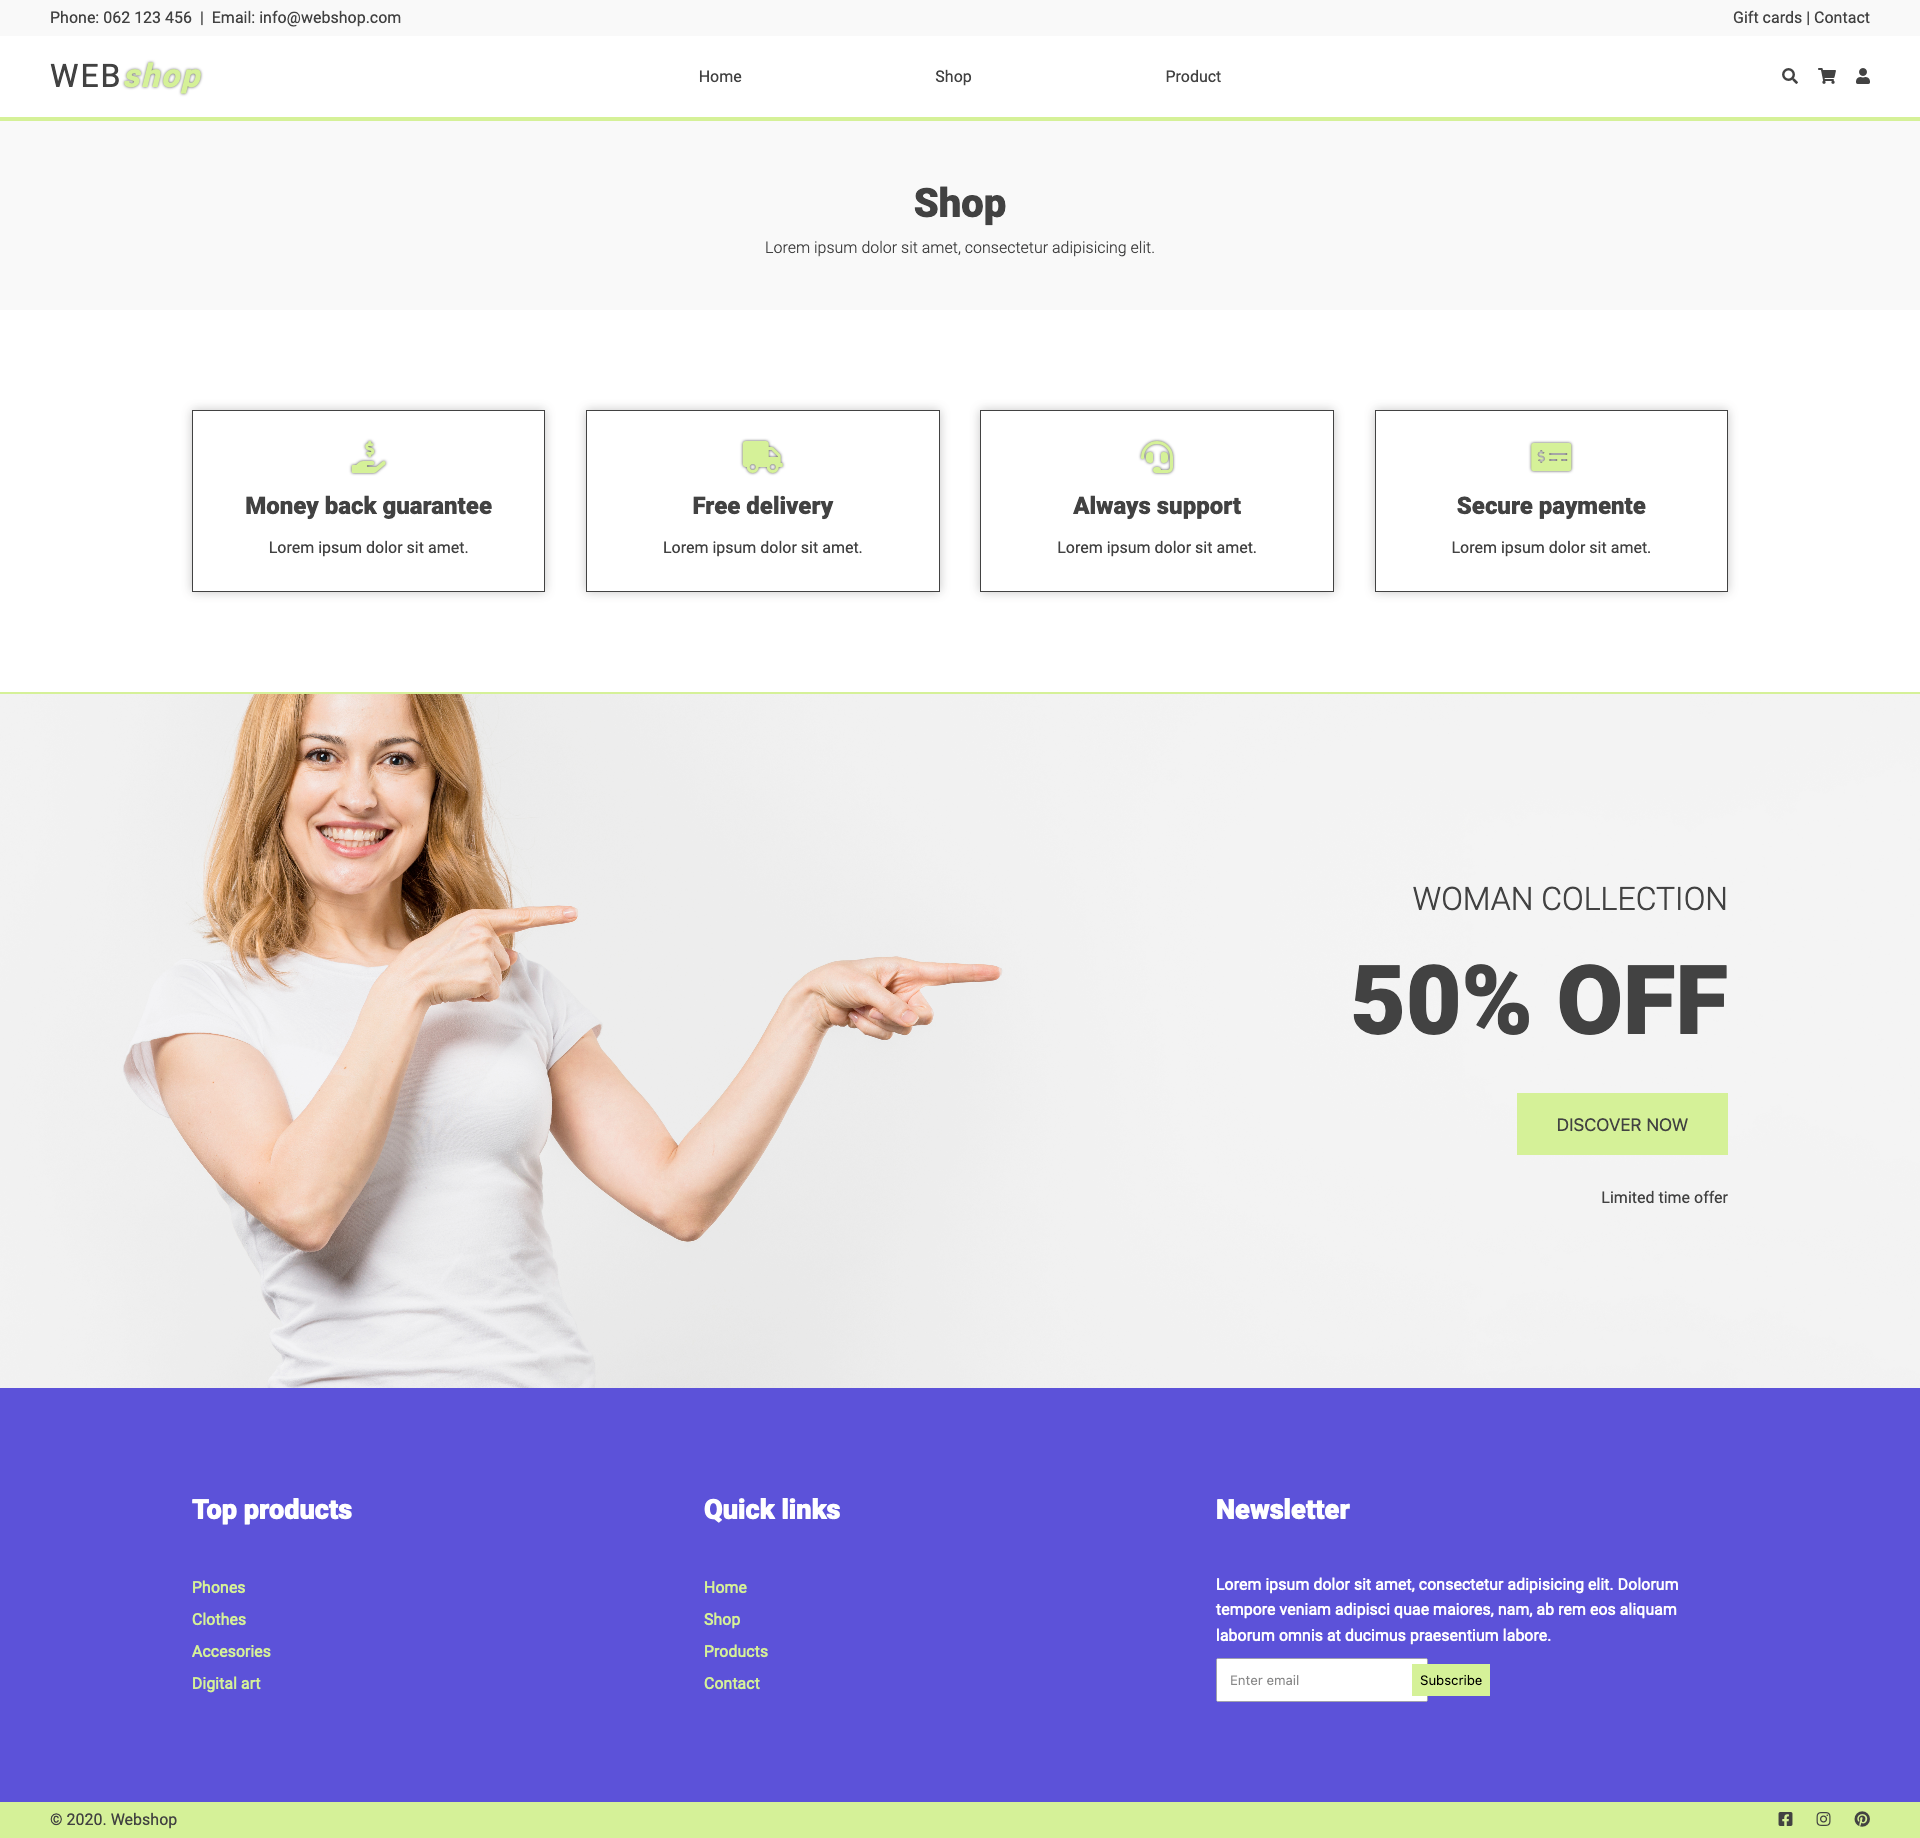 Phone: 062 123 456 | Email: info@webshop.com
Gift cards | Contact
WEBshop
Home
Shop
Product
Shop
Lorem ipsum dolor sit amet, consectetur adipisicing elit.
Money back guarantee
Lorem ipsum dolor sit amet.
Free delivery
Lorem ipsum dolor sit amet.
Always support
Lorem ipsum dolor sit amet.
Secure paymente
Lorem ipsum dolor sit amet.
WOMAN COLLECTION
50% OFF
DISCOVER NOW
Limited time offer
Top products
Phones
Clothes
Accesories
Digital art
Quick links
Home
Shop
Products
Contact
Newsletter
Lorem ipsum dolor sit amet, consectetur adipisicing elit. Dolorum
tempore veniam adipisci quae maiores, nam, ab rem eos aliquam
laborum omnis at ducimus praesentium labore.
Enter email
Subscribe
© 2020. Webshop